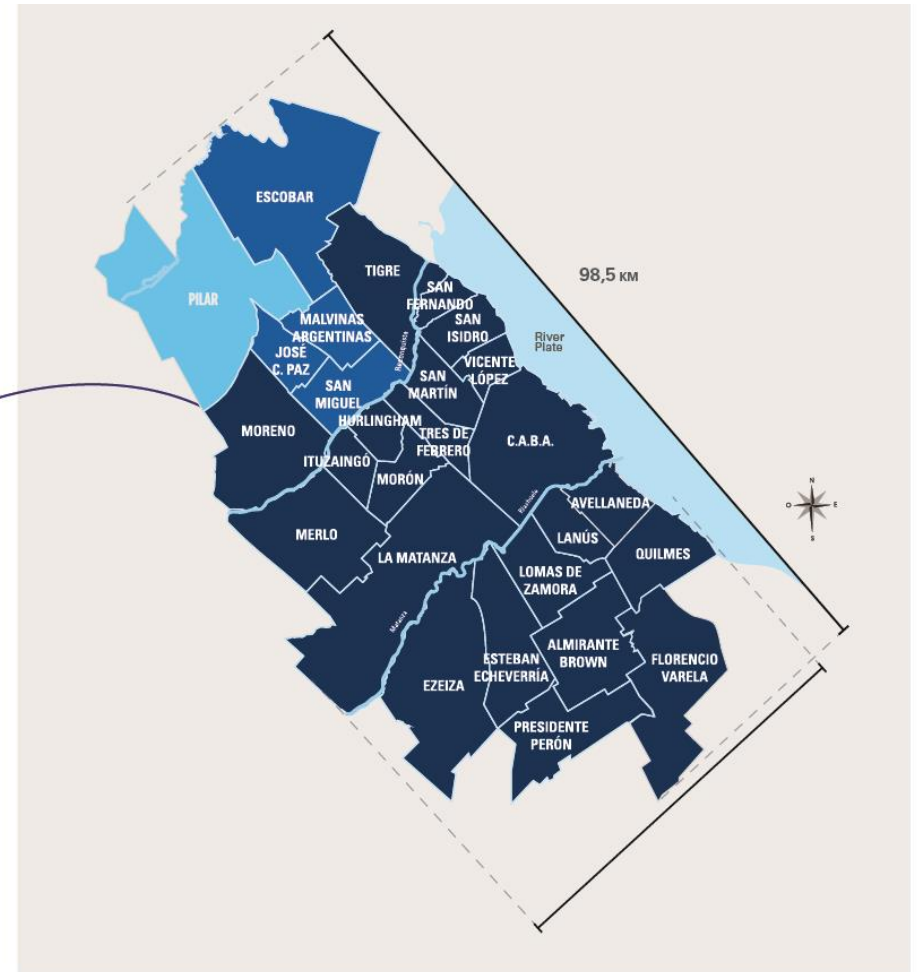 ESCOBAR
TIGRE
98,5 KM
SAN
FERNANDO
PILAR
MALVINAS
ARGENTINAS
SAN
ISIDRO
River
Plate
Reconquista
JOSÉ
C. PAZ
VICENTE
LÓPEZ
SAN
MIGUEL
SAN
MARTÍN
HURLINGHAM
MORENO
TRES DE
FEBRERO
C.A.B.A.
ITUZAINGÓ
MORÓN
N
O
E
S
Riachuelo
AVELLANEDA
MERLO
LANÚS
LA MATANZA
QUILMES
LOMAS DE
ZAMORA
Matanza
ALMIRANTE
BROWN
ESTEBAN
ECHEVERRÍA
FLORENCIO
VARELA
EZEIZA
PRESIDENTE
PERÓN